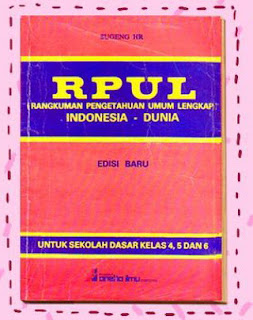 SUGENG HR
RPUL
(RANGKUMAN PENGETAHUAN UMUM LENGKAP)
INDONESIA - DUNIA
EDISI BARU
UNTUK SEKOLAH DASAR KELAS 4, 5 DAN 6
aneka ilmu